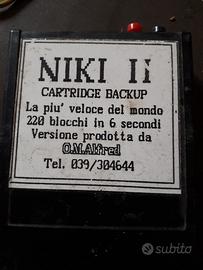 NIKI II
CARTRIDGE BACKUP
La piu' veloce del mondo
220 blocchi in 6 secondi
Versione prodotta da
O.M.Alfred
Tel. 039/304644
subito